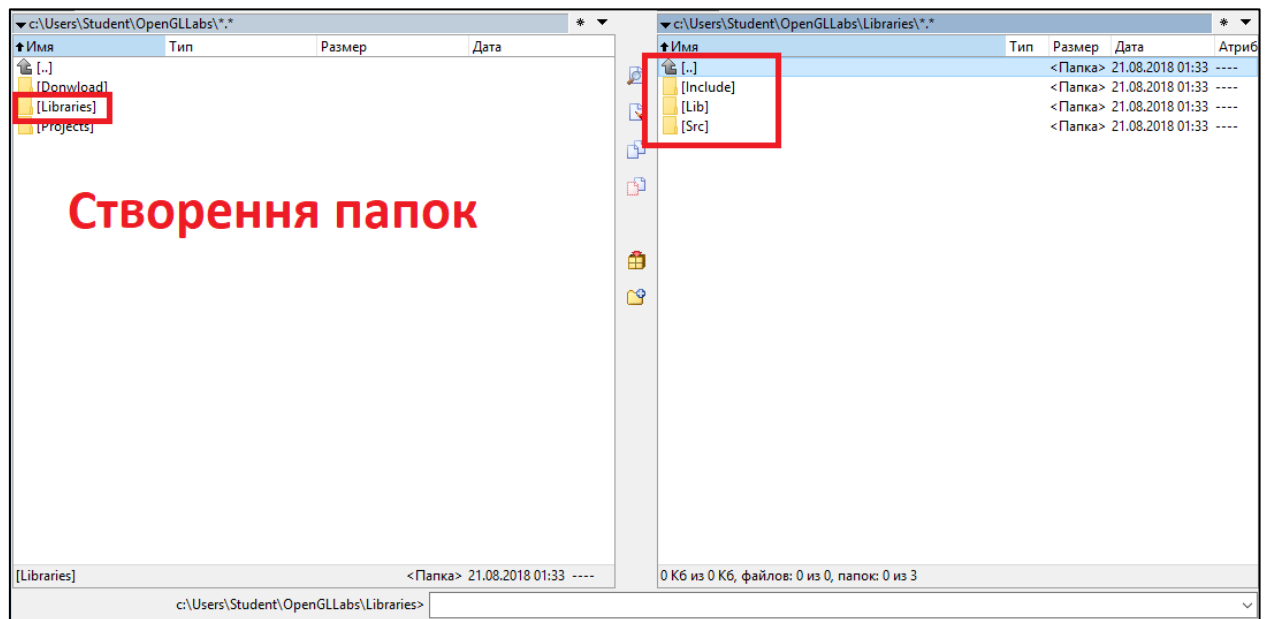 c:\Users\Student\OpenGLLabs\*.* * 
Имя Тип Размер Дата
[..]
[Donwload]
[Libraries]
[Projects]
Створення папок
[Libraries] <Папка> 21.08.2018 01:33 ----
c:\Users\Student\OpenGLLabs\Libraries\*.* *
Имя Тип Размер Дата Атриб
[..] <Папка> 21.08.2018 01:33 ----
[Include] <Папка> 21.08.2018 01:33 ----
[Lib] <Папка> 21.08.2018 01:33 ----
[Src] <Папка> 21.08.2018 01:33 ----
0 Кб из 0 Кб, файлов: 0 из 0, папок: 0 из 3
c:\Users\Student\OpenGLLabs\Libraries>